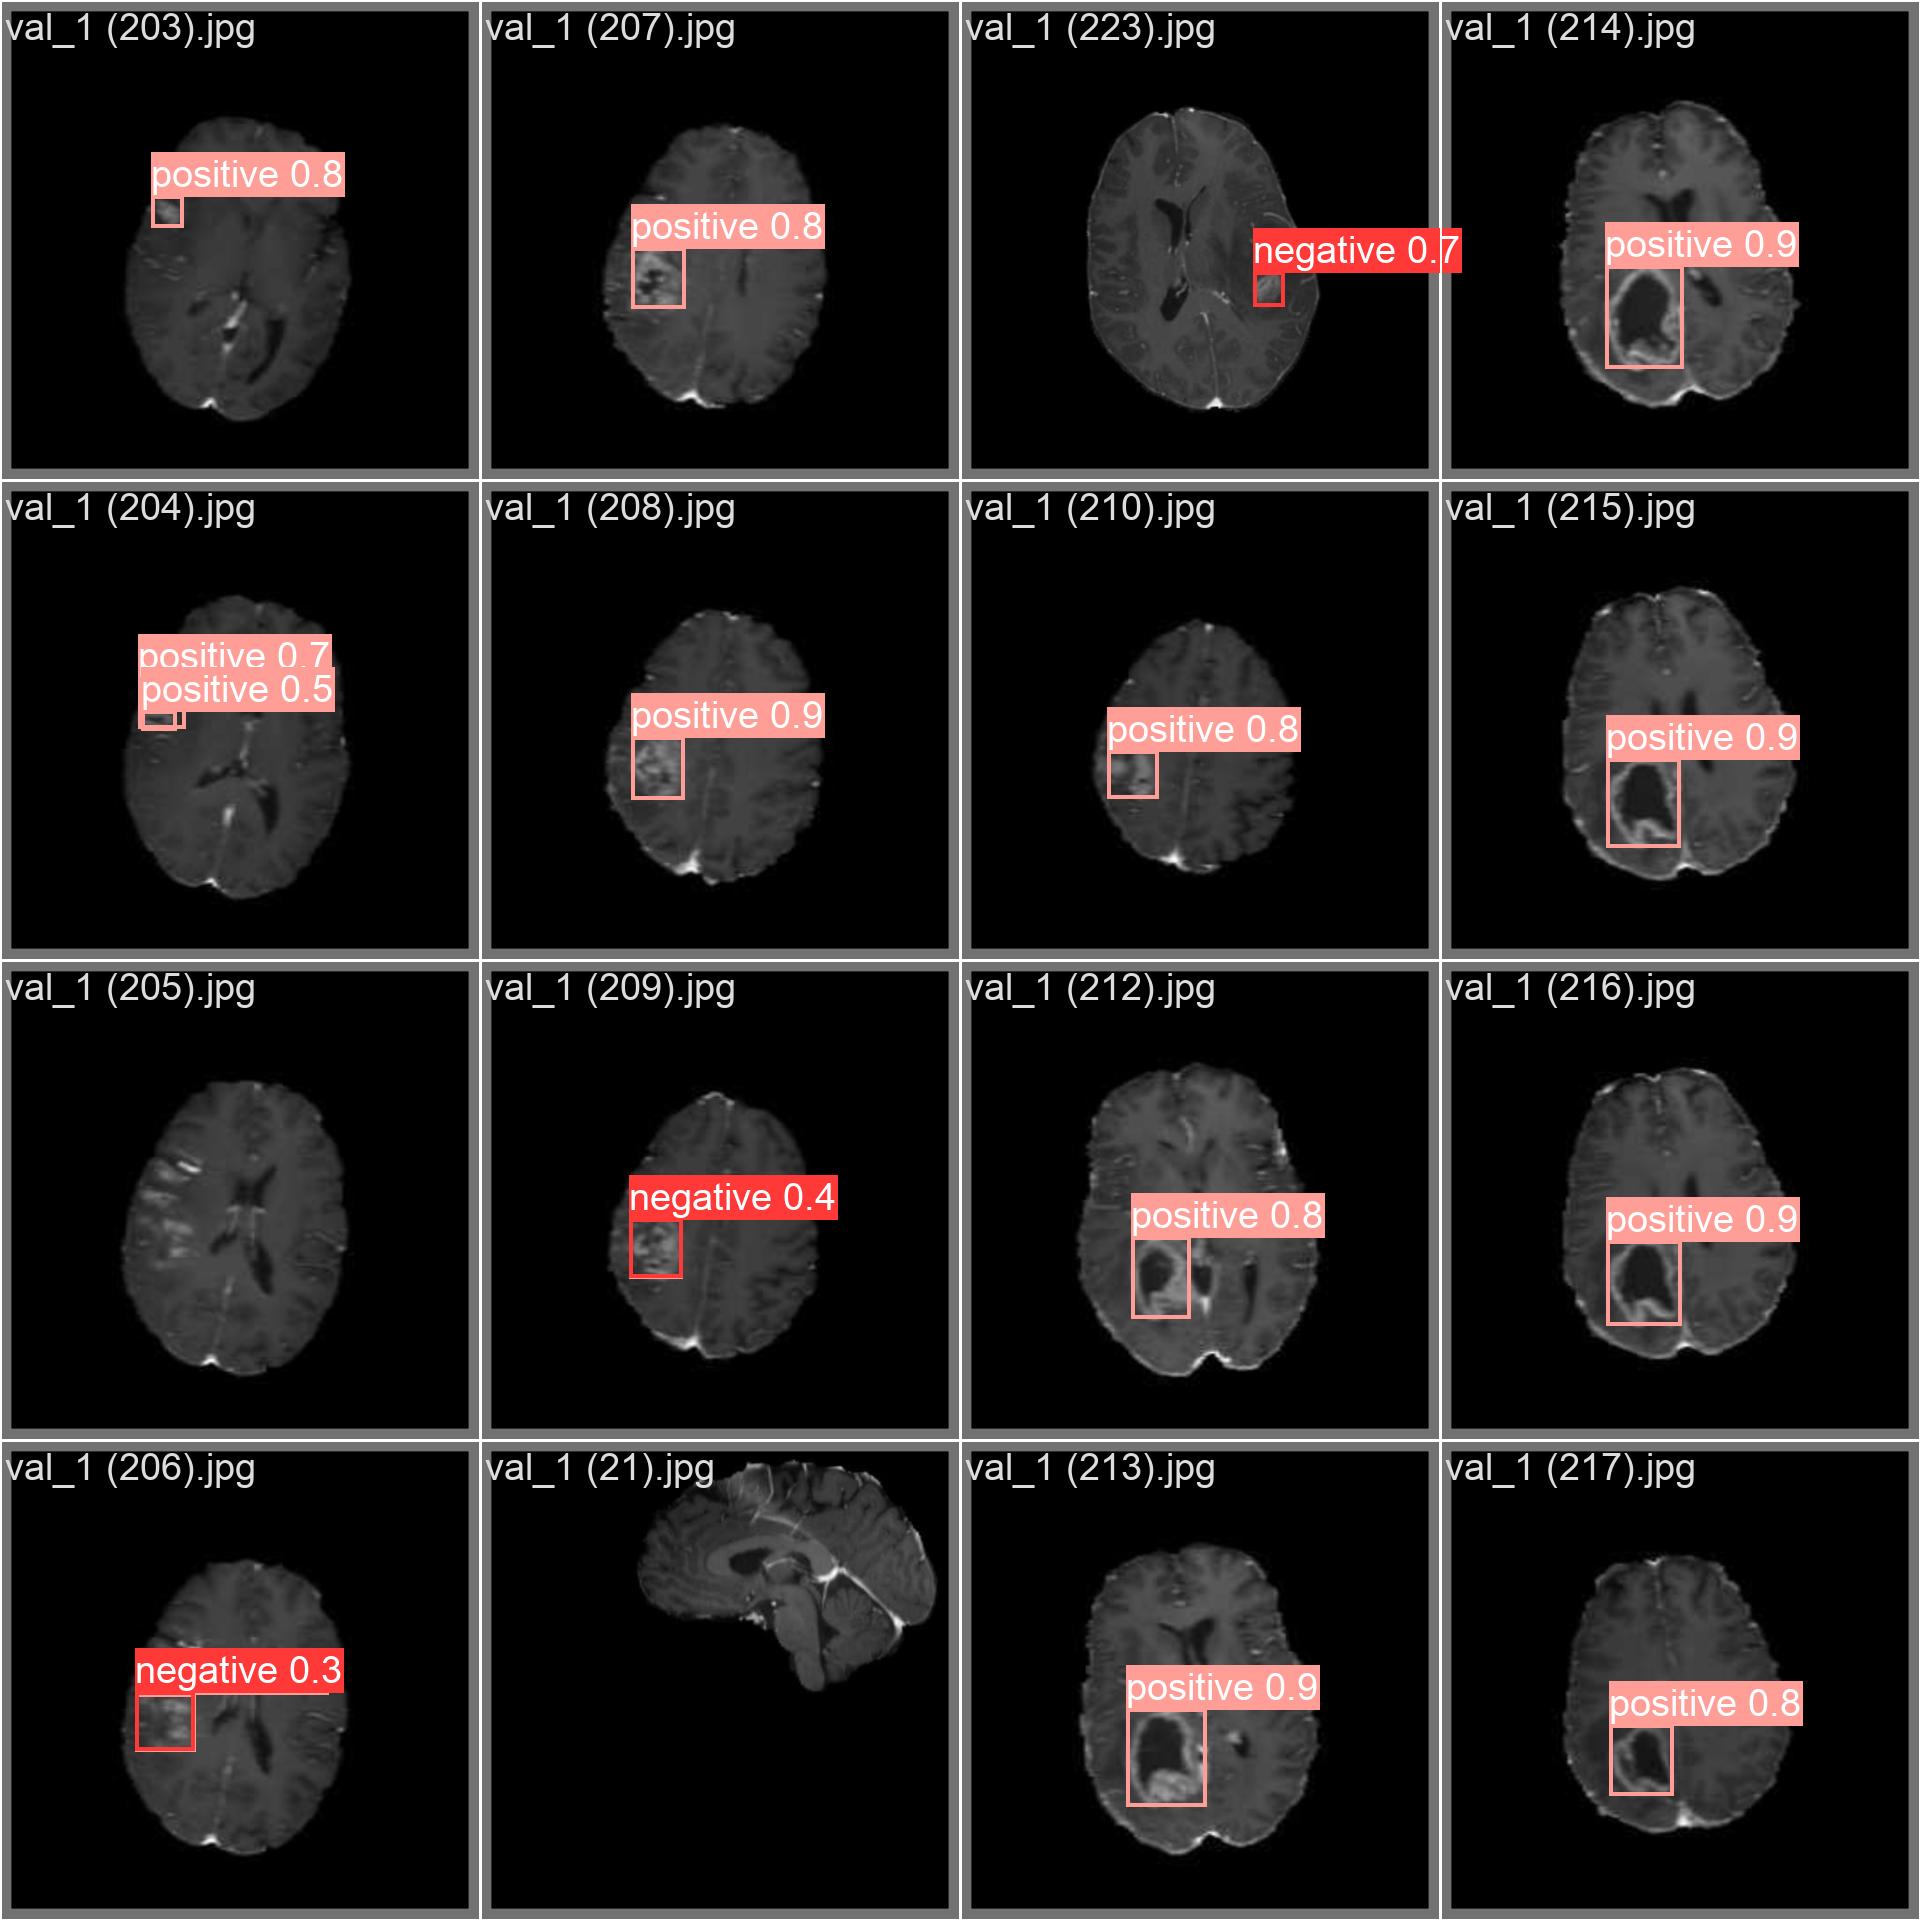 val_1 (203).jpg
val_1 (207).jpg
val_1 (223).jpg
val_1 (214).jpg
positive 0.8
positive 0.8
negative 0.7
positive 0.9
val_1 (204).jpg
val_1 (208).jpg
val_1 (210).jpg
val_1 (215).jpg
positive 0.7
positive 0.5
positive 0.9
positive 0.8
positive 0.9
val_1 (205).jpg
val_1 (209).jpg
val_1 (212).jpg
val_1 (216).jpg
negative 0.4
positive 0.8
positive 0.9
val_1 (206).jpg
val_1 (21).jpg
val_1 (213).jpg
val_1 (217).jpg
negative 0.3
positive 0.9
positive 0.8